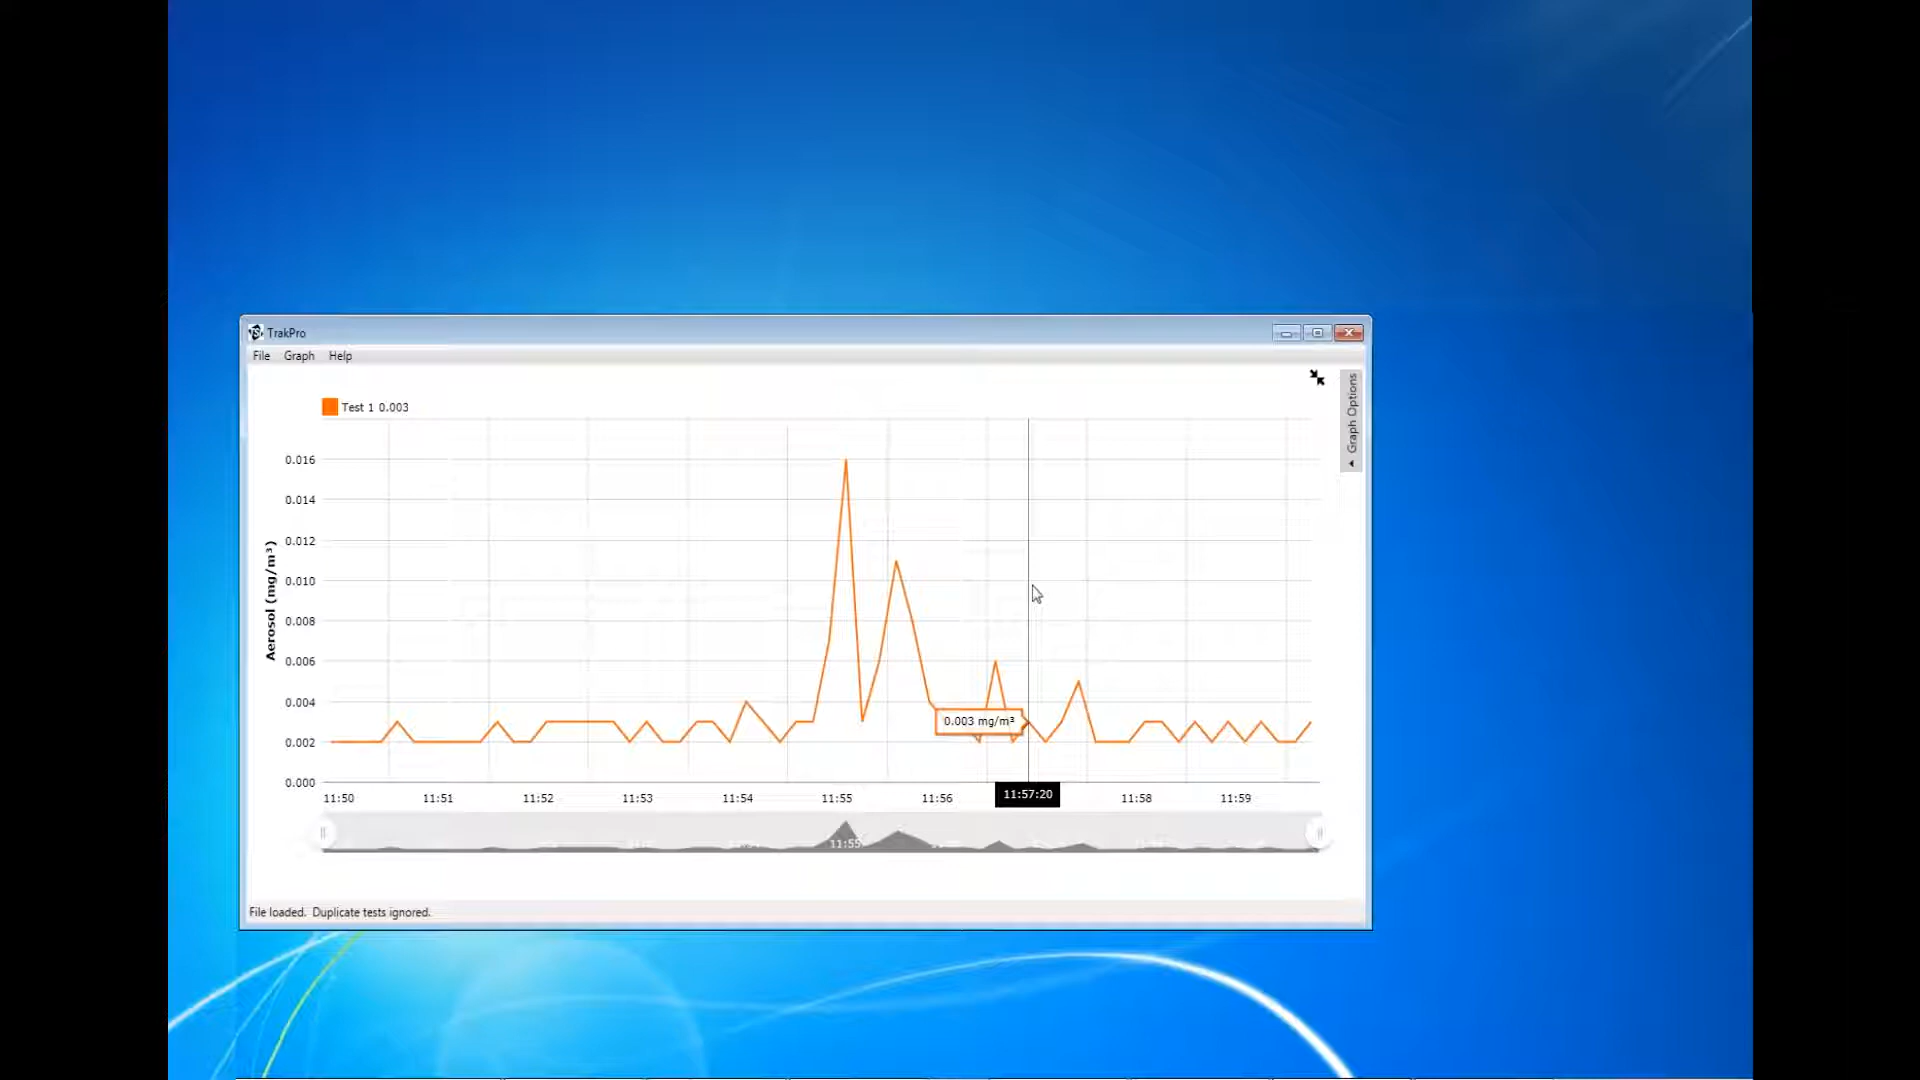 TrakPro
File Graph Help
Graph Options
Test 1 0.003
0.016
0.014
0.012
0.010
0.008
0.006
0.004
0.002
0.000
Aerosol (mg/m³)
0.003 mg/m³
11:50 11:51 11:52 11:53 11:54 11:55 11:56 11:57:20 11:58 11:59
11:55
File loaded. Duplicate tests ignored.